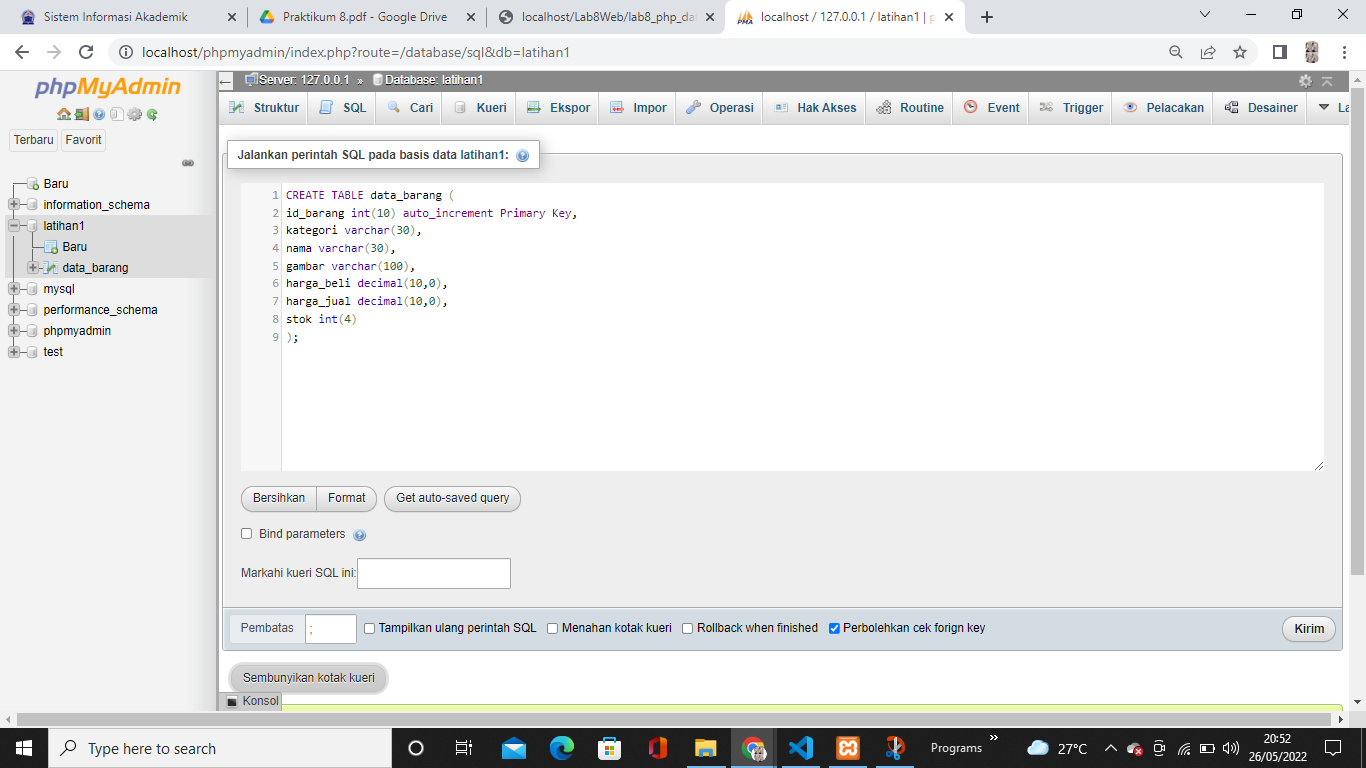 Sistem Informasi Akademik
Praktikum 8.pdf - Google Drive
localhost/Lab8Web/lab8_php_da
localhost / 127.0.0.1 / latihan1 | p
localhost/phpmyadmin/index.php?route=/database/sql&db=latihan1
phpMyAdmin
Terbaru
Favorit
Baru
information_schema
latihan1
Baru
data_barang
mysql
performance_schema
phpmyadmin
test
Server: 127.0.0.1 » Database: latihan1
Struktur
SQL
Cari
Kueri
Ekspor
Impor
Operasi
Hak Akses
Routine
Event
Trigger
Pelacakan
Desainer
La
Jalankan perintah SQL pada basis data latihan1:
1 CREATE TABLE data_barang (
2 id_barang int(10) auto_increment Primary Key,
3 kategori varchar(30),
4 nama varchar(30),
5 gambar varchar(100),
6 harga_beli decimal(10,0),
7 harga_jual decimal(10,0),
8 stok int(4)
9 );
Bersihkan
Format
Get auto-saved query
Bind parameters
Markahi kueri SQL ini:
Pembatas ;
Tampilkan ulang perintah SQL
Menahan kotak kueri
Rollback when finished
Perbolehkan cek forign key
Kirim
Sembunyikan kotak kueri
Konsol
Type here to search
Programs
»
27°C
20:52
26/05/2022